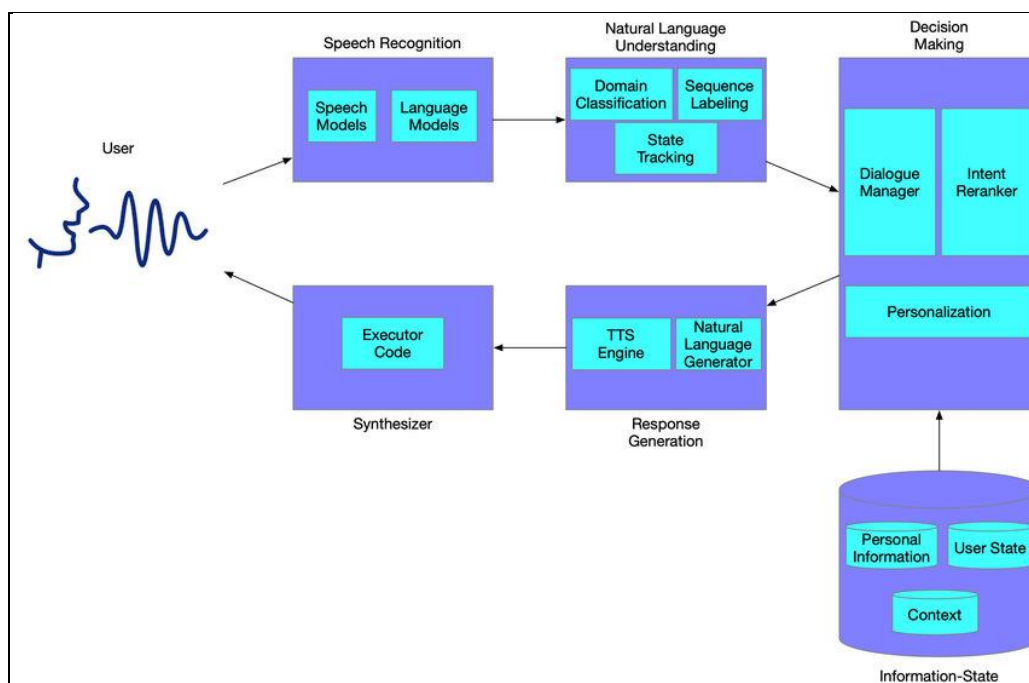 Speech Recognition
Natural Language
Understanding
Decision
Making
Speech
Models
Language
Models
Domain
Classification
Sequence
Labeling
State
Tracking
Dialogue
Manager
Intent
Reranker
Personalization
User
Executor
Code
TTS
Engine
Natural
Language
Generator
Synthesizer
Response
Generation
Personal
Information
User State
Context
Information-State